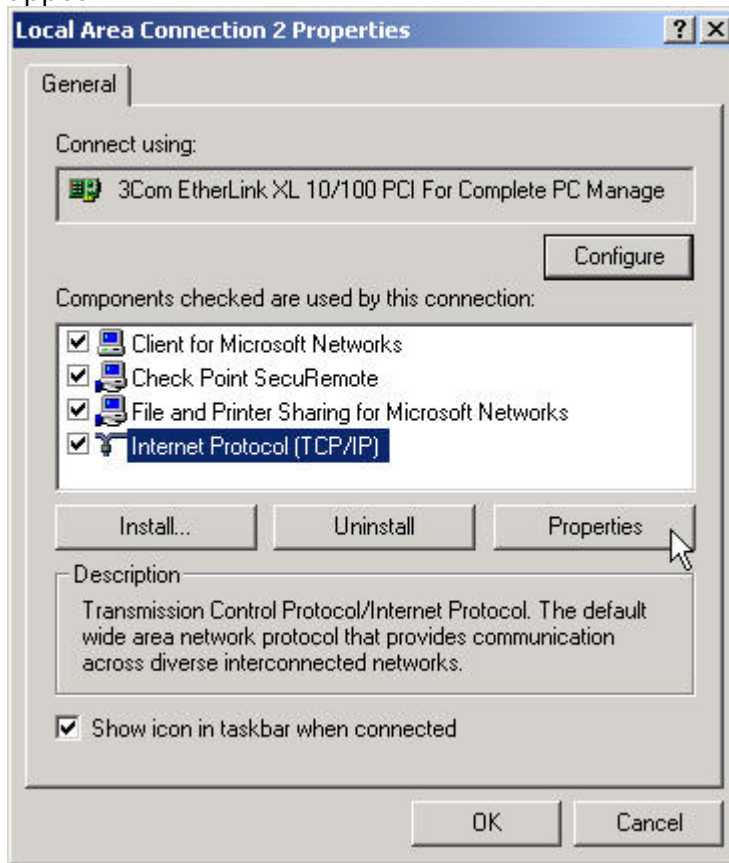 Local Area Connection 2 Properties
General
Connect using:
3Com EtherLink XL 10/100 PCI For Complete PC Manage
Configure
Components checked are used by this connection:
Client for Microsoft Networks
Check Point SecuRemote
File and Printer Sharing for Microsoft Networks
Internet Protocol (TCP/IP)
Install...
Uninstall
Properties
Description
Transmission Control Protocol/Internet Protocol. The default
wide area network protocol that provides communication
across diverse interconnected networks.
Show icon in taskbar when connected
OK
Cancel